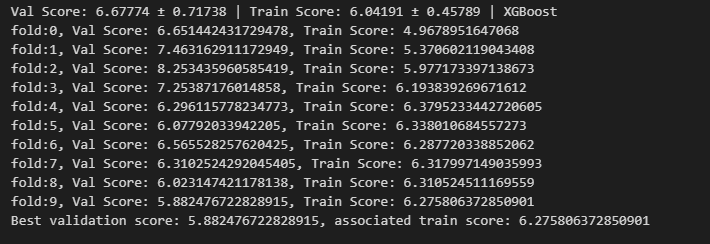 Val Score: 6.67774 ± 0.71738 | Train Score: 6.04191 ± 0.45789 | XGBoost
fold:0, Val Score: 6.651442431729478, Train Score: 4.9678951647068
fold:1, Val Score: 7.463162911172949, Train Score: 5.370602119043408
fold:2, Val Score: 8.253435960585419, Train Score: 5.977173397138673
fold:3, Val Score: 7.25387176014858, Train Score: 6.193839269671612
fold:4, Val Score: 6.296115778234773, Train Score: 6.3795233442720605
fold:5, Val Score: 6.07792033942205, Train Score: 6.338010684557273
fold:6, Val Score: 6.565528257620425, Train Score: 6.287720338852062
fold:7, Val Score: 6.3102524292045405, Train Score: 6.317997149035993
fold:8, Val Score: 6.023147421178138, Train Score: 6.310524511169559
fold:9, Val Score: 5.882476722828915, Train Score: 6.275806372850901
Best validation score: 5.882476722828915, associated train score: 6.275806372850901